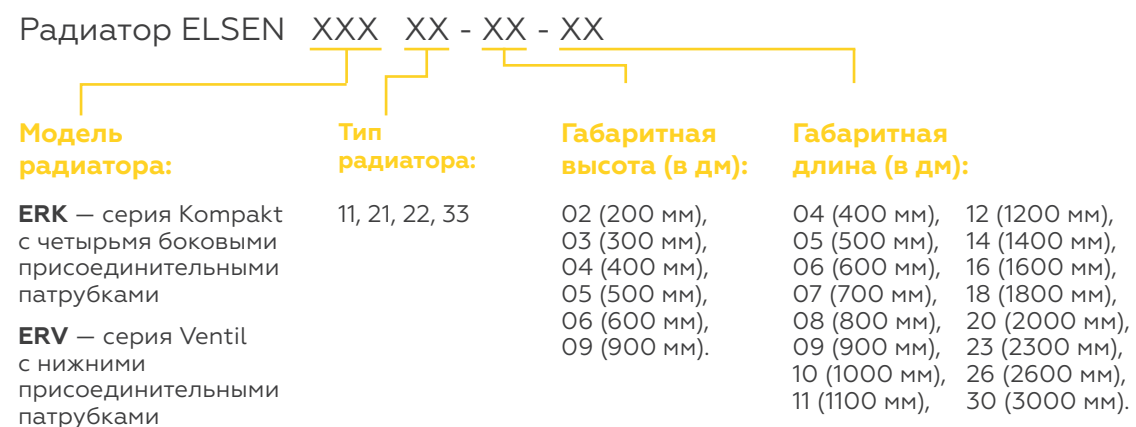 Радиатор ELSEN XXX XX - XX - XX
Модель
радиатора:
ERK — серия Kompakt
с четырьмя боковыми
присоединительными
патрубками
ERV — серия Ventil
с нижними
присоединительными
патрубками
Тип
радиатора:
11, 21, 22, 33
Габаритная
высота (в дм):
02 (200 мм),
03 (300 мм),
04 (400 мм),
05 (500 мм),
06 (600 мм),
09 (900 мм).
Габаритная
длина (в дм):
04 (400 мм),
05 (500 мм),
06 (600 мм),
07 (700 мм),
08 (800 мм),
09 (900 мм),
10 (1000 мм),
11 (1100 мм),
12 (1200 мм),
14 (1400 мм),
16 (1600 мм),
18 (1800 мм),
20 (2000 мм),
23 (2300 мм),
26 (2600 мм),
30 (3000 мм).